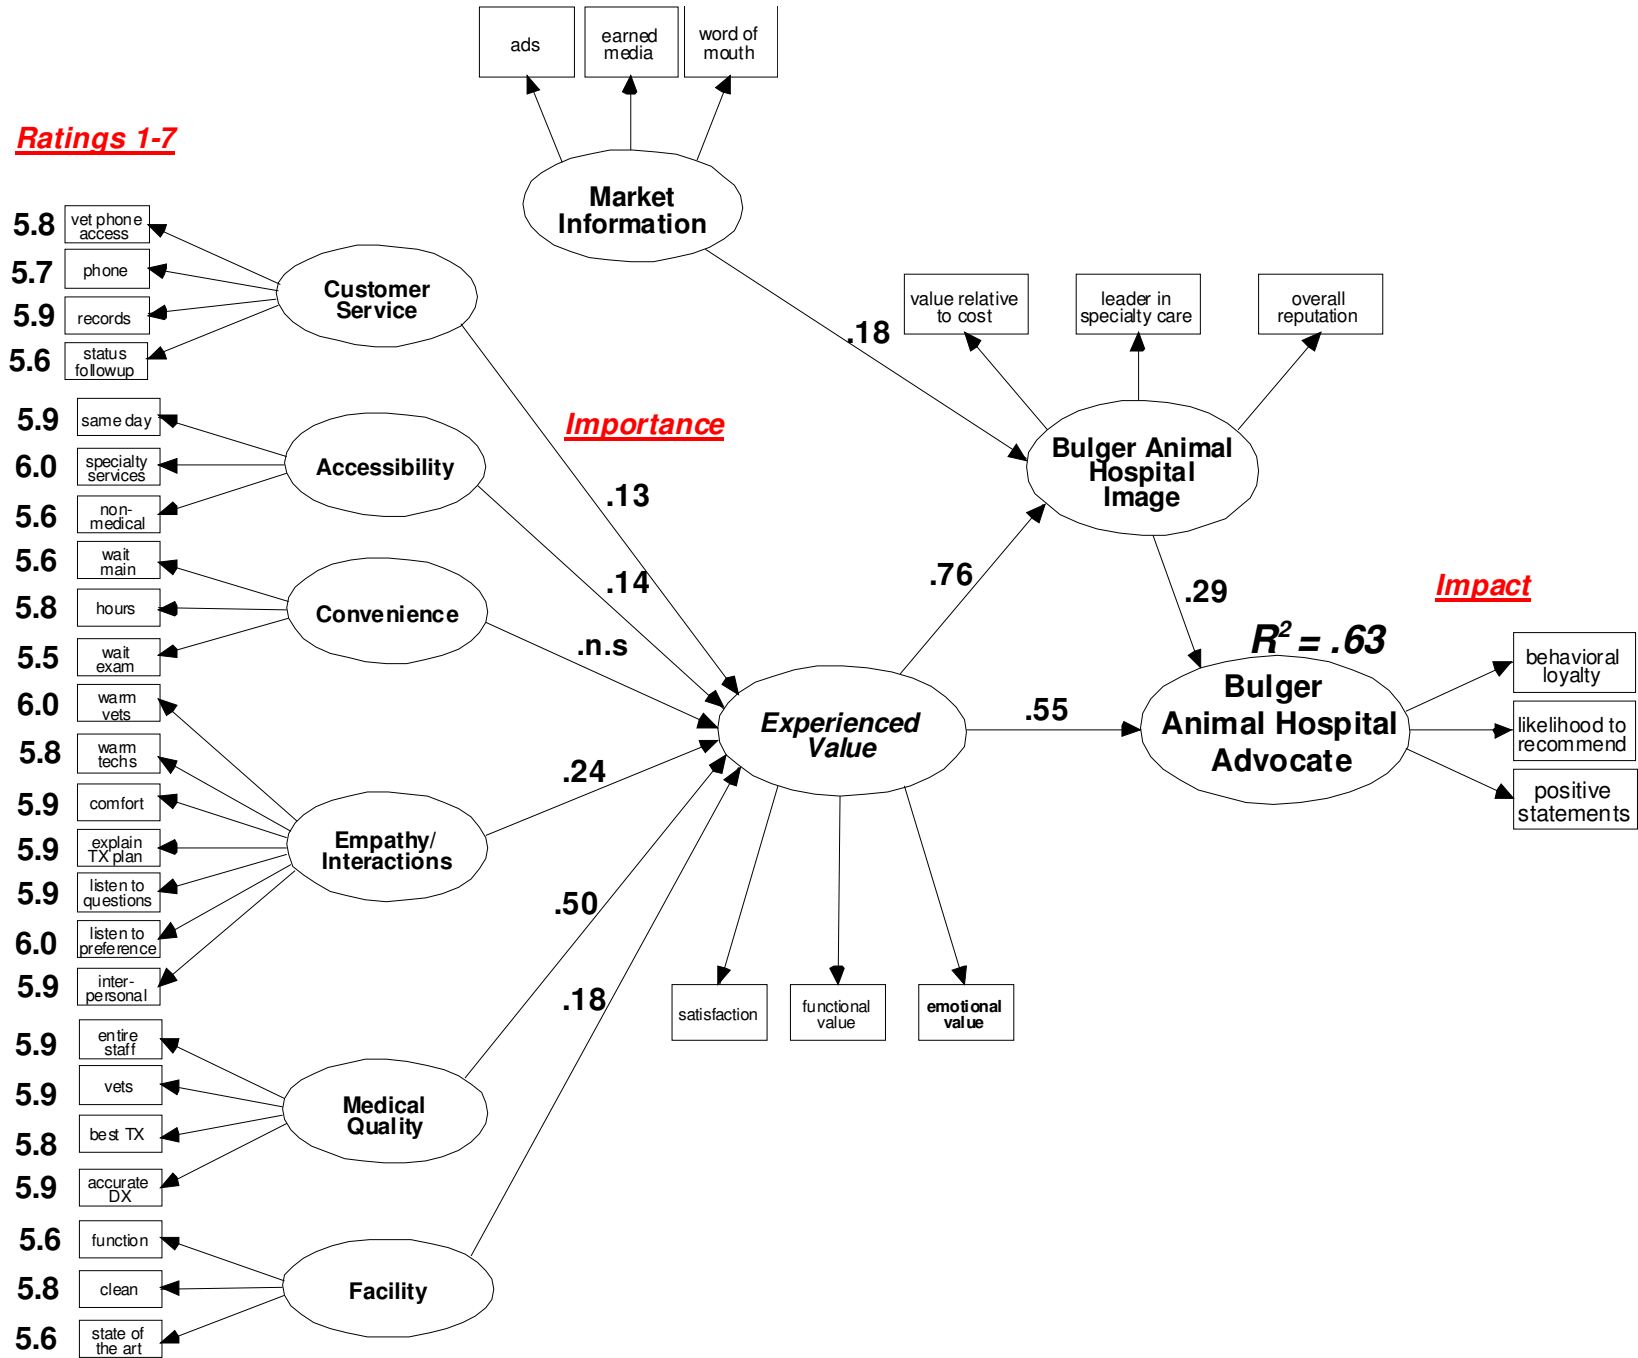 ads
earned
media
word of
mouth
Ratings 1-7
Market
Information
5.8
vet phone
access
5.7
phone
5.9
records
5.6
status
followup
Customer
Service
.18
value relative
to cost
leader in
specialty care
overall
reputation
5.9
same day
6.0
specialty
services
5.6
non-
medical
Accessibility
Importance
.13
Bulger Animal
Hospital
Image
5.6
wait
main
5.8
hours
5.5
wait
exam
Convenience
.14
.n.s
.76
.29
Impact
R² = .63
6.0
warm
vets
5.8
warm
techs
5.9
comfort
5.9
explain
TX plan
5.9
listen to
questions
6.0
listen to
preference
5.9
inter-
personal
Empathy/
Interactions
.24
Experienced
Value
.55
Bulger
Animal Hospital
Advocate
behavioral
loyalty
likelihood to
recommend
positive
statements
.50
.18
satisfaction
functional
value
emotional
value
5.9
entire
staff
5.9
vets
5.8
best TX
5.9
accurate
DX
Medical
Quality
5.6
function
5.8
clean
5.6
state of
the art
Facility